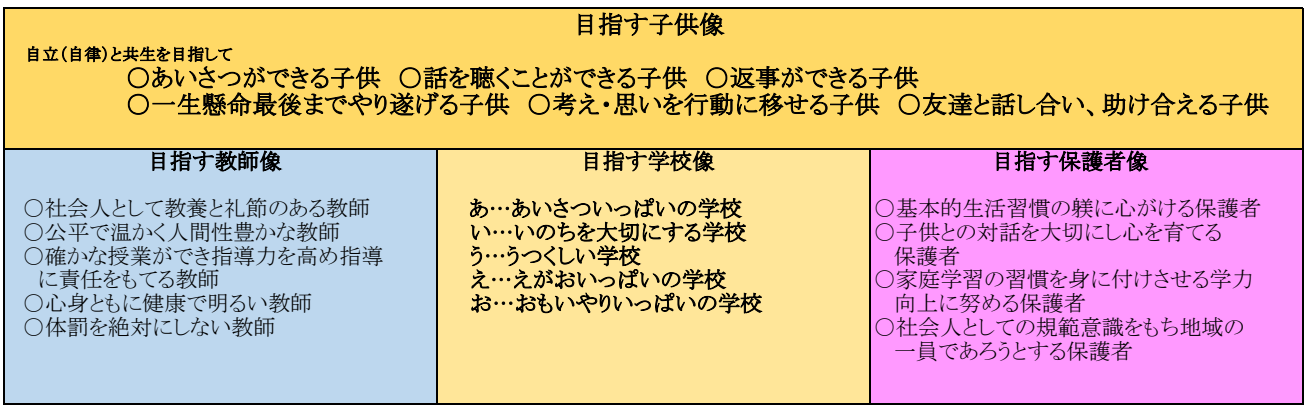 目指す子供像
自立(自律)と共生を目指して
○あいさつができる子供　○話を聴くことができる子供　○返事ができる子供
○一生懸命最後までやり遂げる子供　○考え・思いを行動に移せる子供　○友達と話し合い、助け合える子供
目指す教師像
○社会人として教養と礼節のある教師
○公平で温かく人間性豊かな教師
○確かな授業ができ指導力を高め指導
に責任をもてる教師
○心身ともに健康で明るい教師
○体罰を絶対にしない教師
目指す学校像
あ…あいさついっぱいの学校
い…いのちを大切にする学校
う…うつくしい学校
え…えがおいっぱいの学校
お…おもいやりいっぱいの学校
目指す保護者像
○基本的生活習慣の躾に心がける保護者
○子供との対話を大切にし心を育てる
保護者
○家庭学習の習慣を身に付けさせる学力
向上に努める保護者
○社会人としての規範意識をもち地域の
一員であろうとする保護者